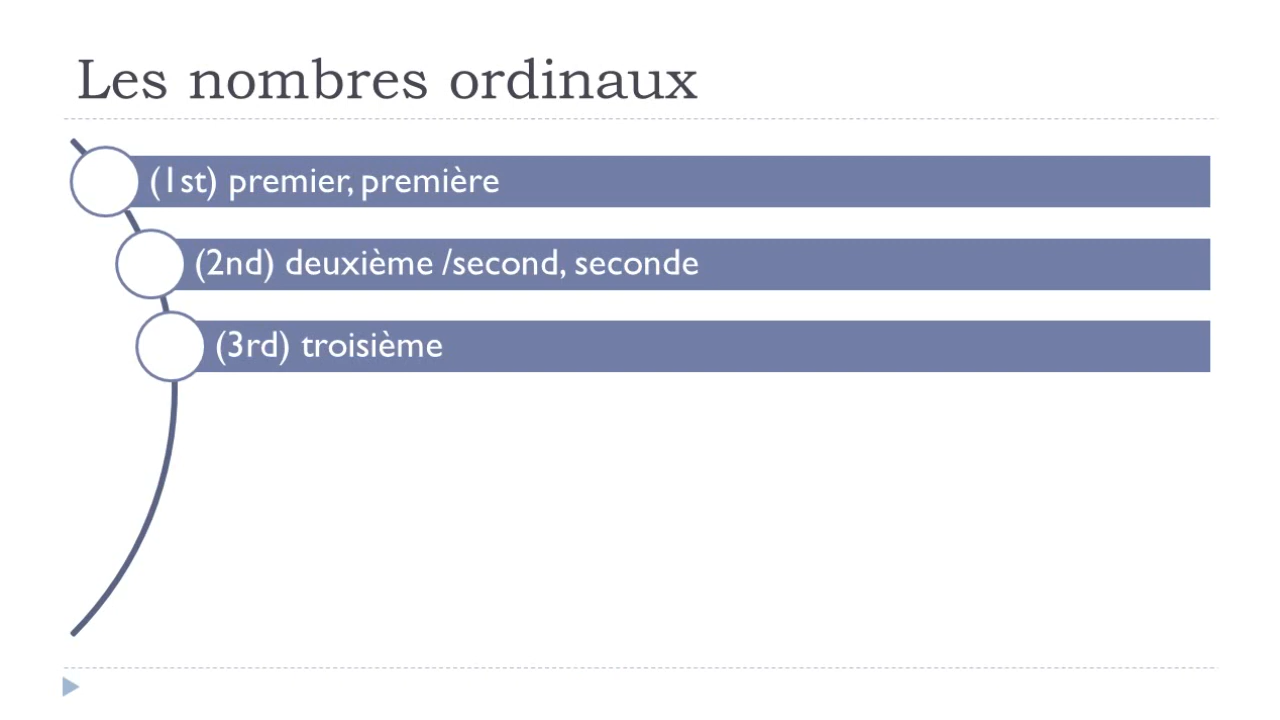 Les nombres ordinaux
(1st) premier, première
(2nd) deuxième /second, seconde
(3rd) troisième